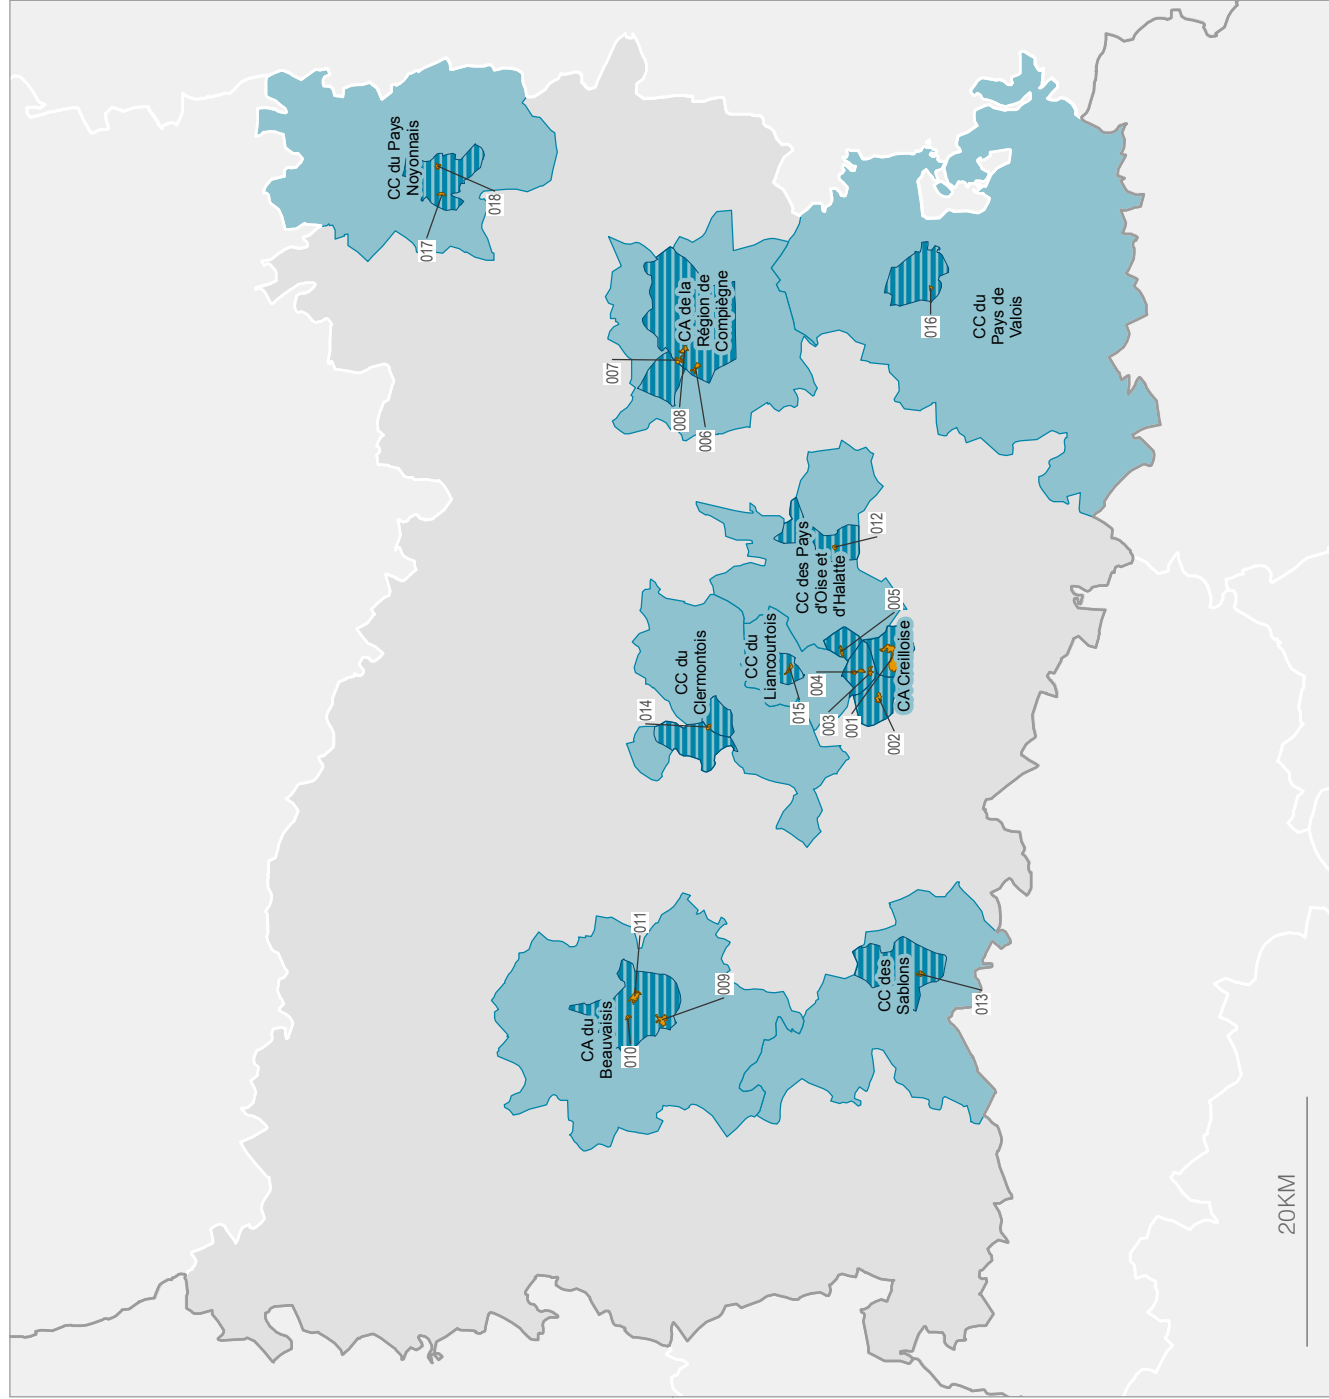 CC du Pays
Noyonnais
017
018
CA de la
Région de
Compiègne
007
008
006
CC du
Pays de
Valois
016
CC des Pays
d'Oise et
d'Halatte
012
CC du
Clermontois
014
CC du
Liancourtois
015
005
004
003
001
002
CA Creilloise
CA du
Beauvaisis
011
010
009
CC des
Sablons
013
20KM